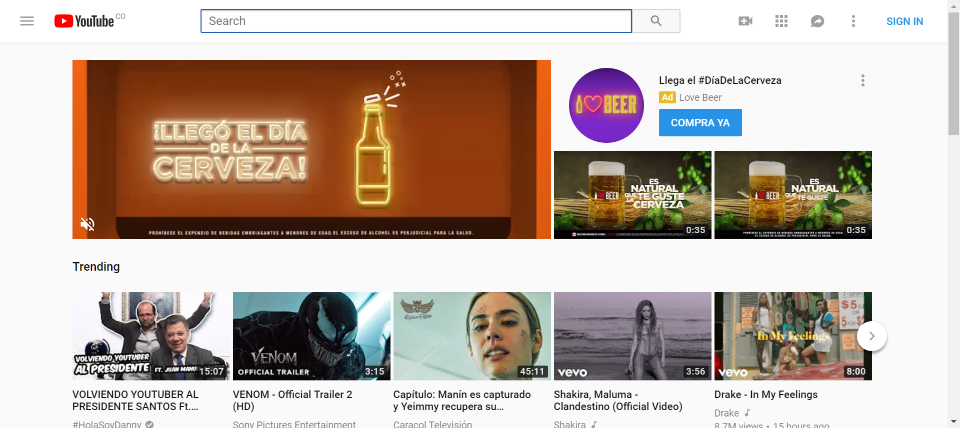 YouTube CO
Search
SIGN IN
¡LLEGÓ EL DÍA
DE LA
CERVEZA!
PROHÍBESE EL EXPENDIO DE BEBIDAS EMBRIAGANTES A MENORES DE EDAD. EL EXCESO DE ALCOHOL ES PERJUDICIAL PARA LA SALUD.
BEER
Llega el #DíaDeLaCerveza
Ad Love Beer
COMPRA YA
BEER
ES
NATURAL
QUE
TE GUSTE
CERVEZA
0:35
BEER
ES
NATURAL
QUE
TE GUSTE
0:35
Trending
VOLVIENDO YOUTUBER
AL PRESIDENTE
FT. JUAN MANU
15:07
VENOM
OFFICIAL TRAILER
3:15
45:11
vevo
3:56
In My Feelings
$5
vevo
8:00
VOLVIENDO YOUTUBER AL
PRESIDENTE SANTOS Ft....
#HolaSoyDanny
VENOM - Official Trailer 2
(HD)
Sony Pictures Entertainment
Capítulo: Manín es capturado
y Yeimmy recupera su...
Caracol Televisión
Shakira, Maluma -
Clandestino (Official Video)
Shakira
Drake - In My Feelings
Drake
8.7M views • 15 hours ago